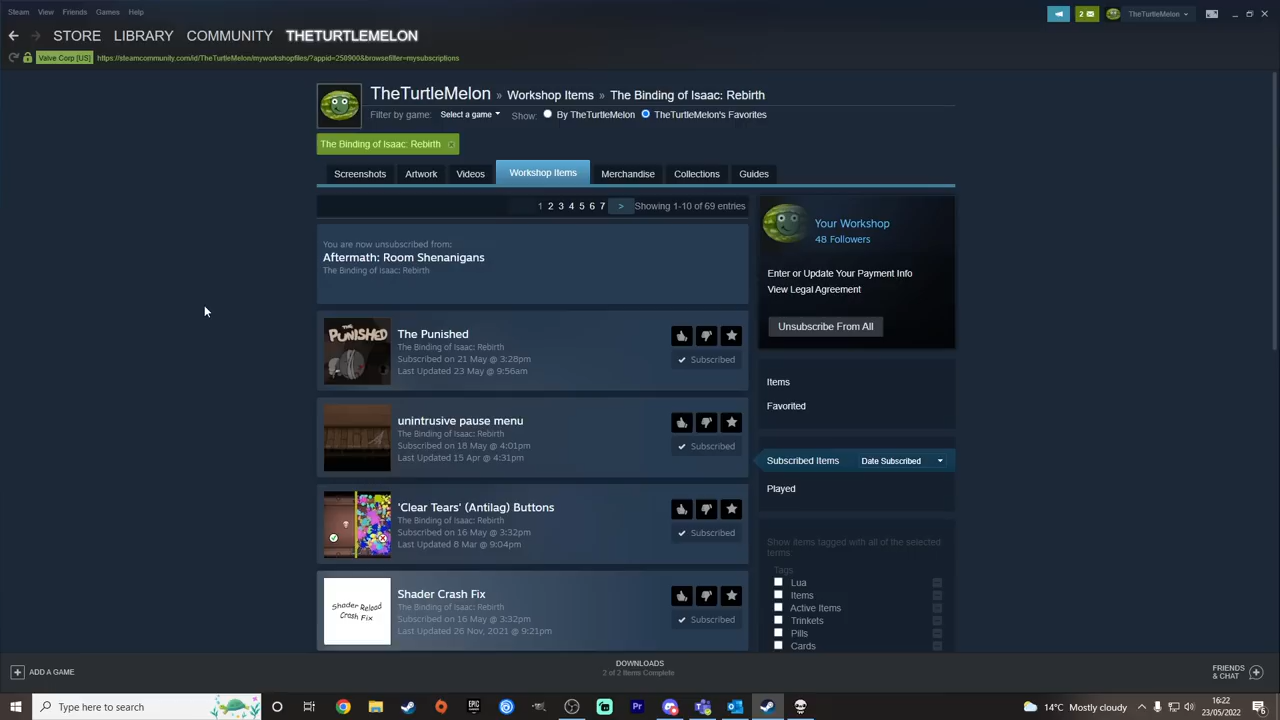 Steam View Friends Games Help
2 TheTurtleMelon
STORE LIBRARY COMMUNITY THETURTLEMELON
Valve Corp [US] https://steamcommunity.com/id/TheTurtleMelon/myworkshopfiles/?appid=250900&browsefilter=mysubscriptions
TheTurtleMelon » Workshop Items » The Binding of Isaac: Rebirth
Filter by game: Select a game Show: By TheTurtleMelon TheTurtleMelon's Favorites
The Binding of Isaac: Rebirth
Screenshots Artwork Videos Workshop Items Merchandise Collections Guides
1 2 3 4 5 6 7 > Showing 1-10 of 69 entries
You are now unsubscribed from:
Aftermath: Room Shenanigans
The Binding of Isaac: Rebirth
THE PUNISHED
The Punished
The Binding of Isaac: Rebirth
Subscribed on 21 May @ 3:28pm
Last Updated 23 May @ 9:56am
Subscribed
unintrusive pause menu
The Binding of Isaac: Rebirth
Subscribed on 18 May @ 4:01pm
Last Updated 15 Apr @ 4:31pm
Subscribed
'Clear Tears' (Antilag) Buttons
The Binding of Isaac: Rebirth
Subscribed on 16 May @ 3:32pm
Last Updated 8 Mar @ 9:04pm
Subscribed
Shader Reload
Crash Fix
Shader Crash Fix
The Binding of Isaac: Rebirth
Subscribed on 16 May @ 3:32pm
Last Updated 26 Nov, 2021 @ 9:21pm
Subscribed
Your Workshop
48 Followers
Enter or Update Your Payment Info
View Legal Agreement
Unsubscribe From All
Items
Favorited
Subscribed Items Date Subscribed
Played
Show items tagged with all of the selected
terms:
Tags
Lua
Items
Active Items
Trinkets
Pills
Cards
ADD A GAME
DOWNLOADS
2 of 2 Items Complete
FRIENDS
& CHAT
Type here to search
EPIC
Pr
14°C Mostly cloudy
16:22
23/05/2022